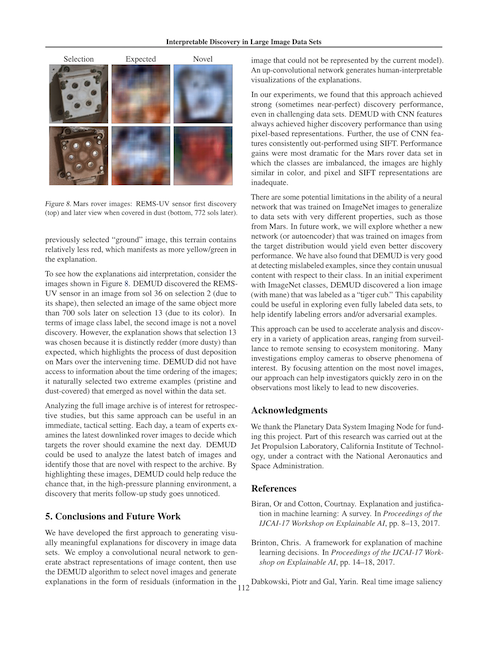 Interpretable Discovery in Large Image Data Sets
Selection Expected Novel
Figure 8. Mars rover images: REMS-UV sensor first discovery
(top) and later view when covered in dust (bottom, 772 sols later).
previously selected “ground” image, this terrain contains
relatively less red, which manifests as more yellow/green in
the explanation.
To see how the explanations aid interpretation, consider the
images shown in Figure 8. DEMUD discovered the REMS-
UV sensor in an image from sol 36 on selection 2 (due to
its shape), then selected an image of the same object more
than 700 sols later on selection 13 (due to its color). In
terms of image class label, the second image is not a novel
discovery. However, the explanation shows that selection 13
was chosen because it is distinctly redder (more dusty) than
expected, which highlights the process of dust deposition
on Mars over the intervening time. DEMUD did not have
access to information about the time ordering of the images;
it naturally selected two extreme examples (pristine and
dust-covered) that emerged as novel within the data set.
Analyzing the full image archive is of interest for retrospec-
tive studies, but this same approach can be useful in an
immediate, tactical setting. Each day, a team of experts ex-
amines the latest downlinked rover images to decide which
targets the rover should examine the next day. DEMUD
could be used to analyze the latest batch of images and
identify those that are novel with respect to the archive. By
highlighting these images, DEMUD could help reduce the
chance that, in the high-pressure planning environment, a
discovery that merits follow-up study goes unnoticed.
5. Conclusions and Future Work
We have developed the first approach to generating visu-
ally meaningful explanations for discovery in image data
sets. We employ a convolutional neural network to gen-
erate abstract representations of image content, then use
the DEMUD algorithm to select novel images and generate
explanations in the form of residuals (information in the
image that could not be represented by the current model).
An up-convolutional network generates human-interpretable
visualizations of the explanations.
In our experiments, we found that this approach achieved
strong (sometimes near-perfect) discovery performance,
even in challenging data sets. DEMUD with CNN features
always achieved higher discovery performance than using
pixel-based representations. Further, the use of CNN fea-
tures consistently out-performed using SIFT. Performance
gains were most dramatic for the Mars rover data set in
which the classes are imbalanced, the images are highly
similar in color, and pixel and SIFT representations are
inadequate.
There are some potential limitations in the ability of a neural
network that was trained on ImageNet images to generalize
to data sets with very different properties, such as those
from Mars. In future work, we will explore whether a new
network (or autoencoder) that was trained on images from
the target distribution would yield even better discovery
performance. We have also found that DEMUD is very good
at detecting mislabeled examples, since they contain unusual
content with respect to their class. In an initial experiment
with ImageNet classes, DEMUD discovered a lion image
(with mane) that was labeled as a “tiger cub.” This capability
could be useful in exploring even fully labeled data sets, to
help identify labeling errors and/or adversarial examples.
This approach can be used to accelerate analysis and discov-
ery in a variety of application areas, ranging from surveil-
lance to remote sensing to ecosystem monitoring. Many
investigations employ cameras to observe phenomena of
interest. By focusing attention on the most novel images,
our approach can help investigators quickly zero in on the
observations most likely to lead to new discoveries.
Acknowledgments
We thank the Planetary Data System Imaging Node for fund-
ing this project. Part of this research was carried out at the
Jet Propulsion Laboratory, California Institute of Technol-
ogy, under a contract with the National Aeronautics and
Space Administration.
References
Biran, Or and Cotton, Courtnay. Explanation and justifica-
tion in machine learning: A survey. In Proceedings of the
IJCAI-17 Workshop on Explainable AI, pp. 8–13, 2017.
Brinton, Chris. A framework for explanation of machine
learning decisions. In Proceedings of the IJCAI-17 Work-
shop on Explainable AI, pp. 14–18, 2017.
Dabkowski, Piotr and Gal, Yarin. Real time image saliency
112